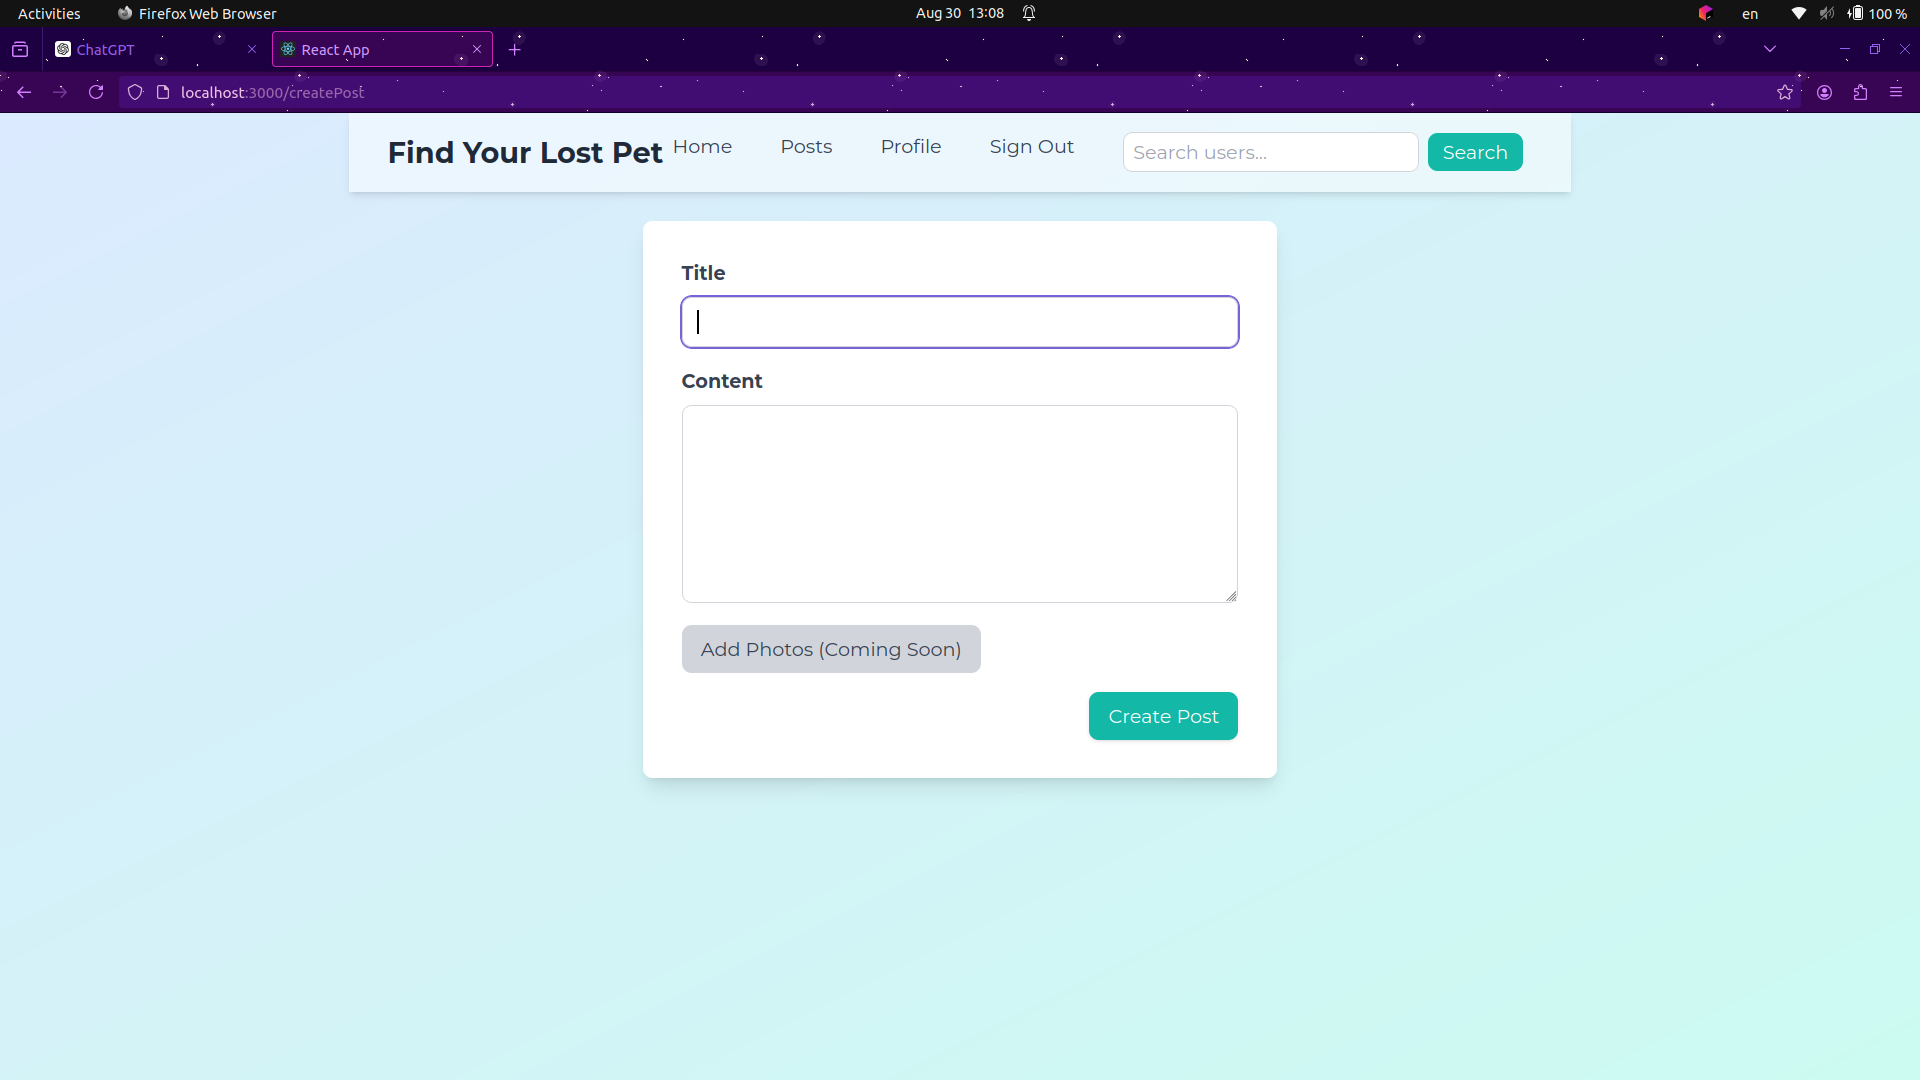 Activities Firefox Web Browser Aug 30 13:08 en 100 %
ChatGPT React App
localhost:3000/createPost
Find Your Lost Pet Home Posts Profile Sign Out Search users... Search
Title
Content
Add Photos (Coming Soon)
Create Post